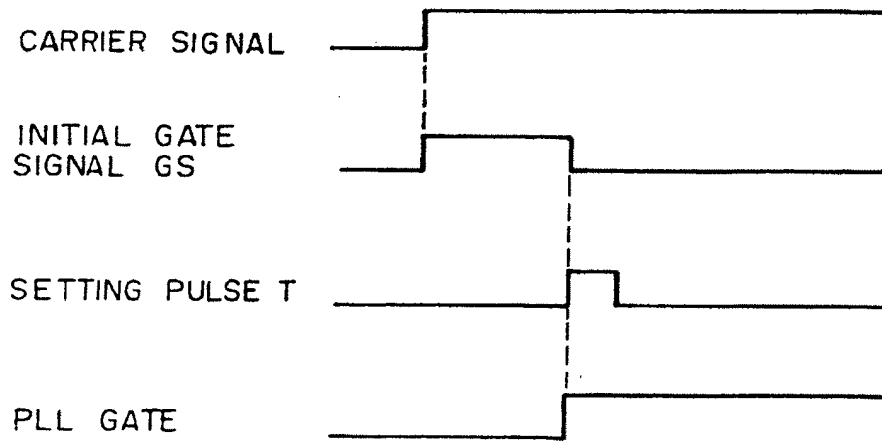 CARRIER SIGNAL
INITIAL GATE
SIGNAL GS
SETTING PULSE T
PLL GATE